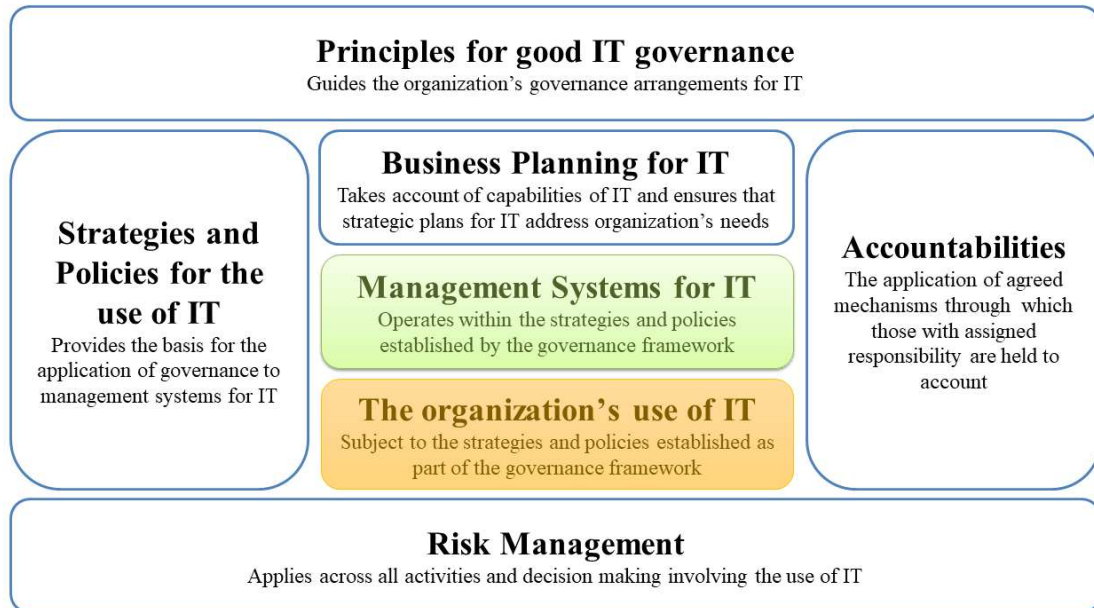 Principles for good IT governance
Guides the organization’s governance arrangements for IT
Strategies and
Policies for the
use of IT
Provides the basis for the
application of governance to
management systems for IT
Business Planning for IT
Takes account of capabilities of IT and ensures that
strategic plans for IT address organization’s needs
Management Systems for IT
Operates within the strategies and policies
established by the governance framework
The organization’s use of IT
Subject to the strategies and policies established as
part of the governance framework
Accountabilities
The application of agreed
mechanisms through which
those with assigned
responsibility are held to
account
Risk Management
Applies across all activities and decision making involving the use of IT